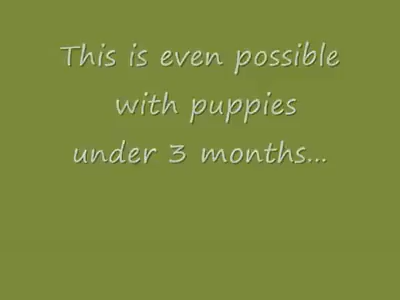 This is even possible
with puppies
under 3 months...